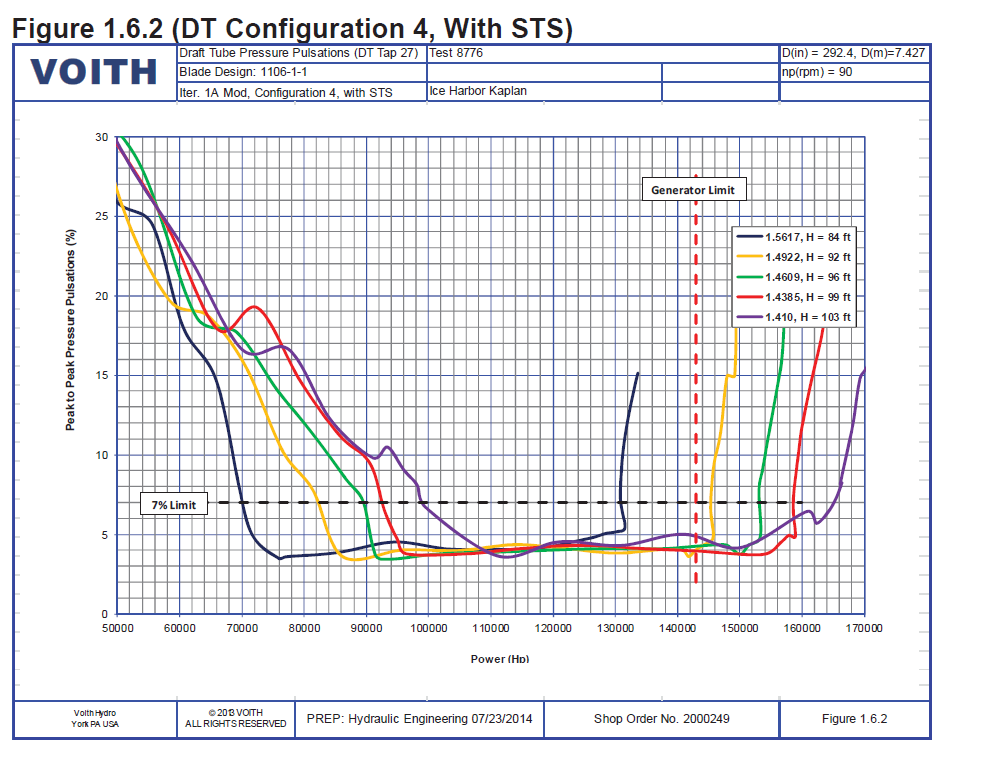 Figure 1.6.2 (DT Configuration 4, With STS)
VOITH
Draft Tube Pressure Pulsations (DT Tap 27)
Test 8776
D(in) = 292.4, D(m)=7.427
Blade Design: 1106-1-1
np(rpm) = 90
Iter. 1A Mod, Configuration 4, with STS
Ice Harbor Kaplan
30
25
20
15
10
5
0
Peak to Peak Pressure Pulsations (%)
Generator Limit
1.5617, H = 84 ft
1.4922, H = 92 ft
1.4609, H = 96 ft
1.4385, H = 99 ft
1.410, H = 103 ft
7% Limit
50000 60000 70000 80000 90000 100000 110000 120000 130000 140000 150000 160000 170000
Power (Hp)
Voith Hydro
York PA USA
© 2013 VOITH
ALL RIGHTS RESERVED
PREP: Hydraulic Engineering 07/23/2014
Shop Order No. 2000249
Figure 1.6.2